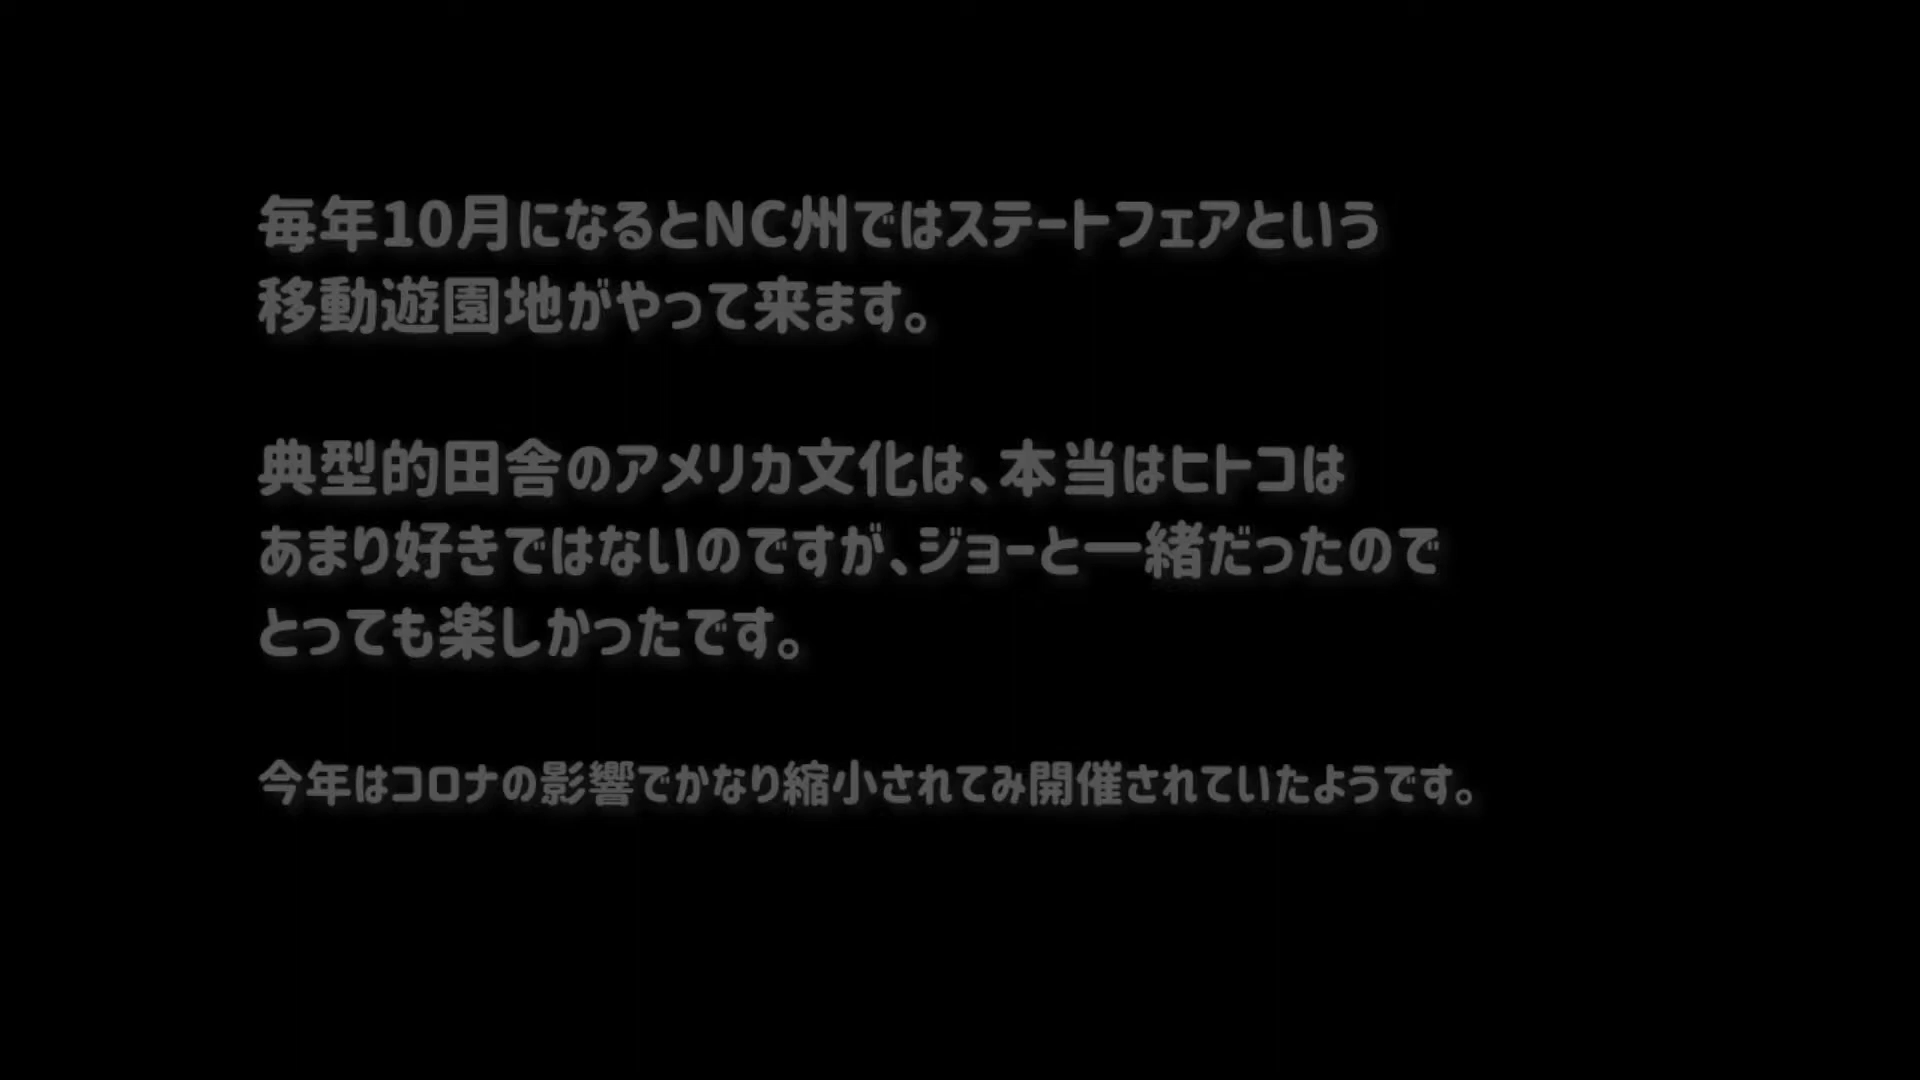 毎年10月になるとNC州ではステートフェアという
移動遊園地がやって来ます。
典型的田舎のアメリカ文化は、本当はヒトコは
あまり好きではないのですが、ジョーと一緒だったので
とっても楽しかったです。
今年はコロナの影響でかなり縮小されてみ開催されていたようです。